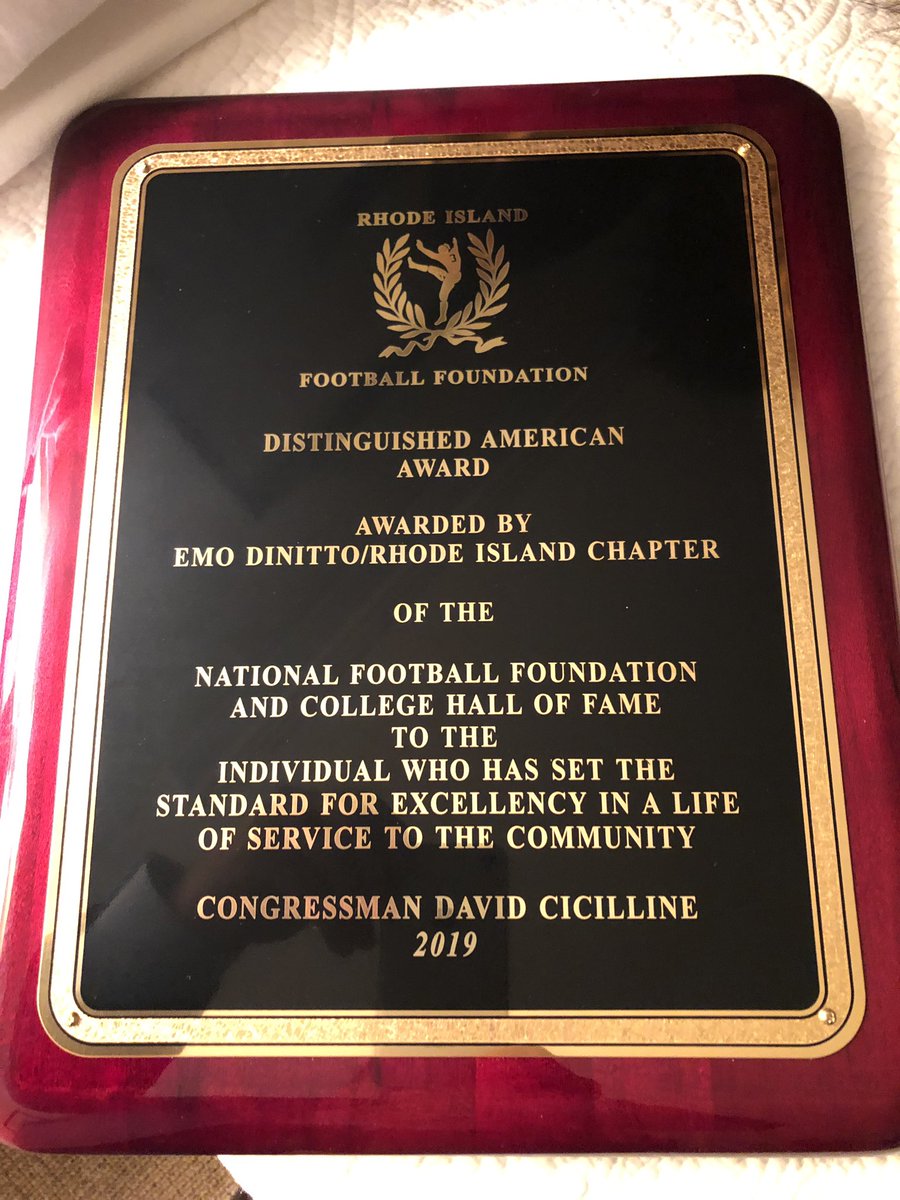 RHODE ISLAND
FOOTBALL FOUNDATION
DISTINGUISHED AMERICAN
AWARD
AWARDED BY
EMO DINITTO/RHODE ISLAND CHAPTER
OF THE
NATIONAL FOOTBALL FOUNDATION
AND COLLEGE HALL OF FAME
TO THE
INDIVIDUAL WHO HAS SET THE
STANDARD FOR EXCELLENCY IN A LIFE
OF SERVICE TO THE COMMUNITY
CONGRESSMAN DAVID CICILLINE
2019